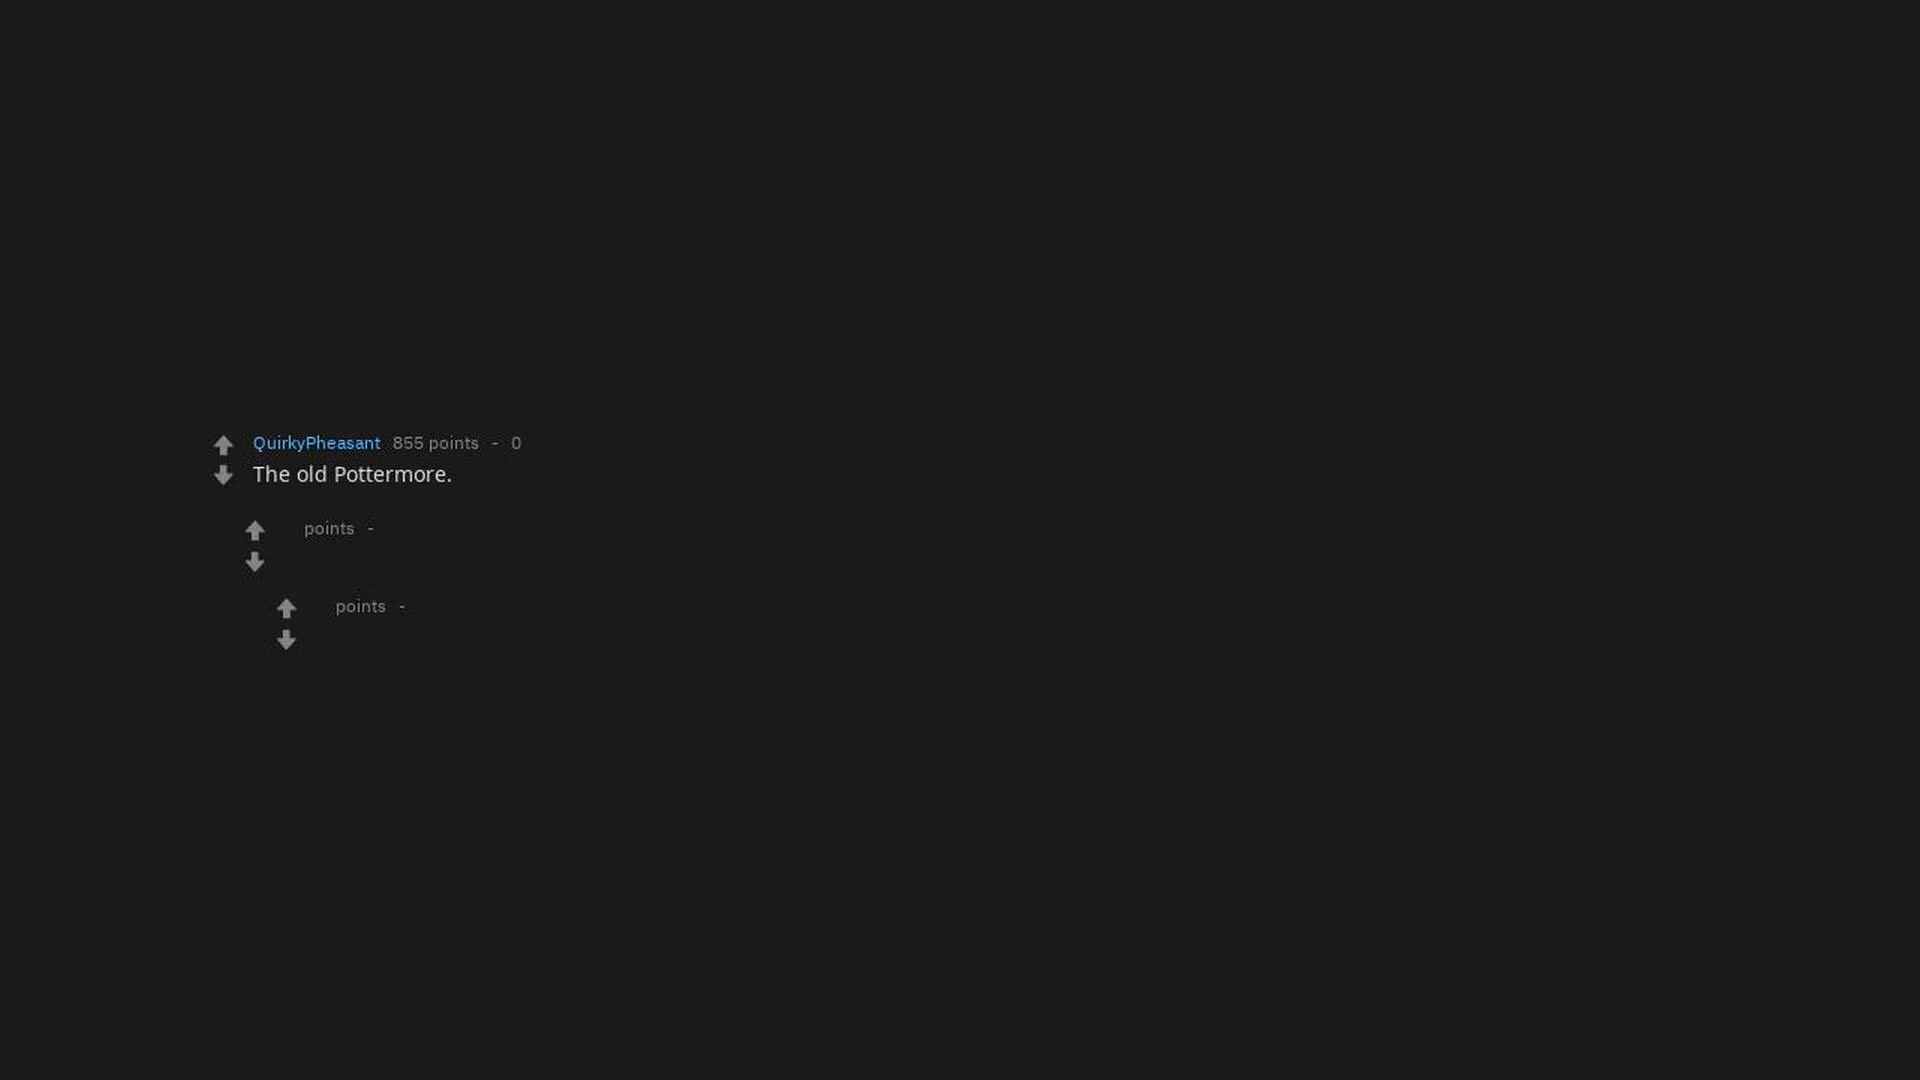 QuirkyPheasant 855 points - 0
The old Pottermore.
points -
points -